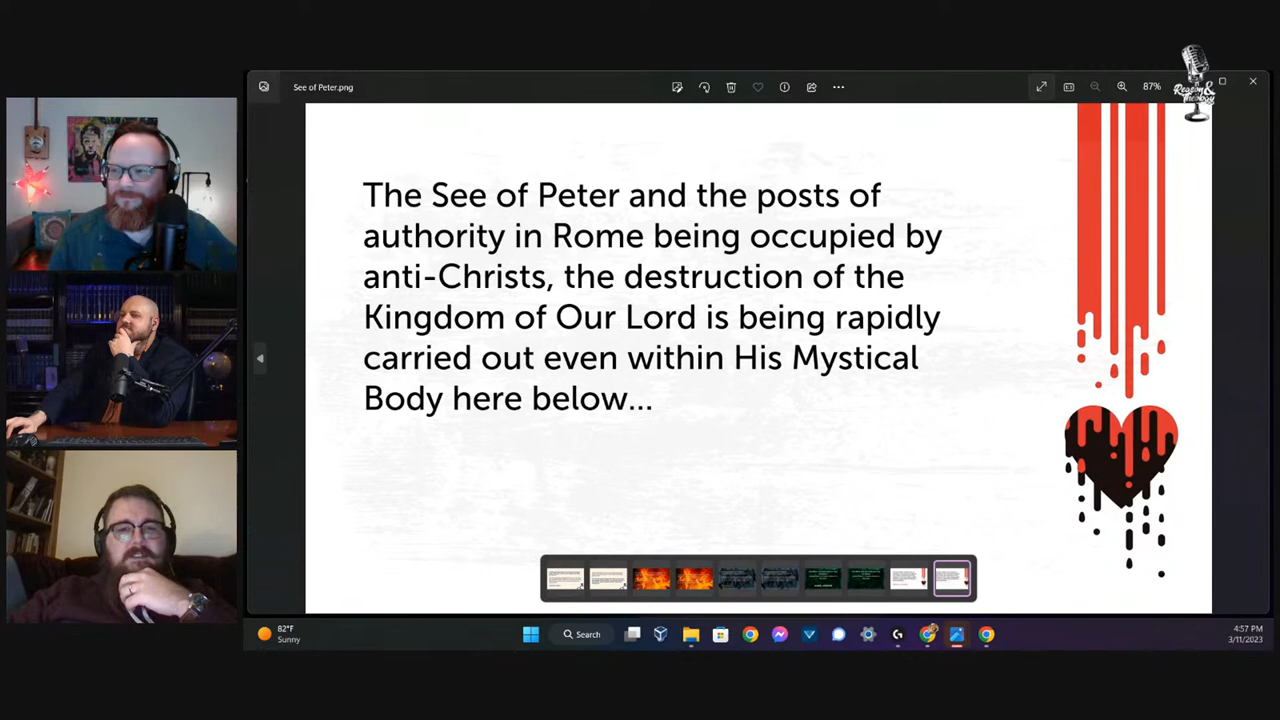 Reason &
Theology
See of Peter.png
87%
The See of Peter and the posts of
authority in Rome being occupied by
anti-Christs, the destruction of the
Kingdom of Our Lord is being rapidly
carried out even within His Mystical
Body here below...
82°F
Sunny
Search
4:57 PM
3/11/2023